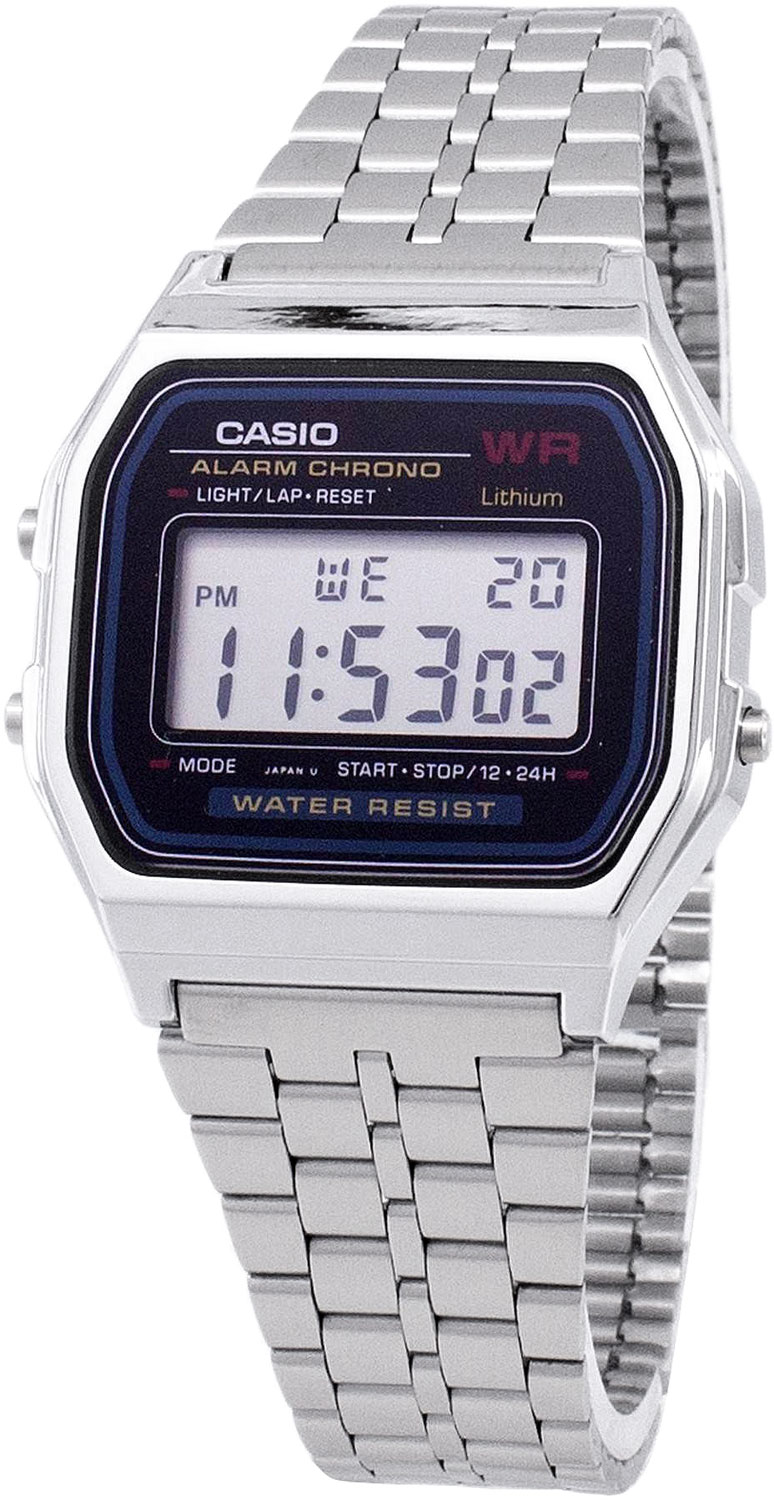 CASIO WR
ALARM CHRONO
LIGHT/LAP•RESET Lithium
PM WE 20
11:53 02
MODE JAPAN U START•STOP/12•24H
WATER RESIST